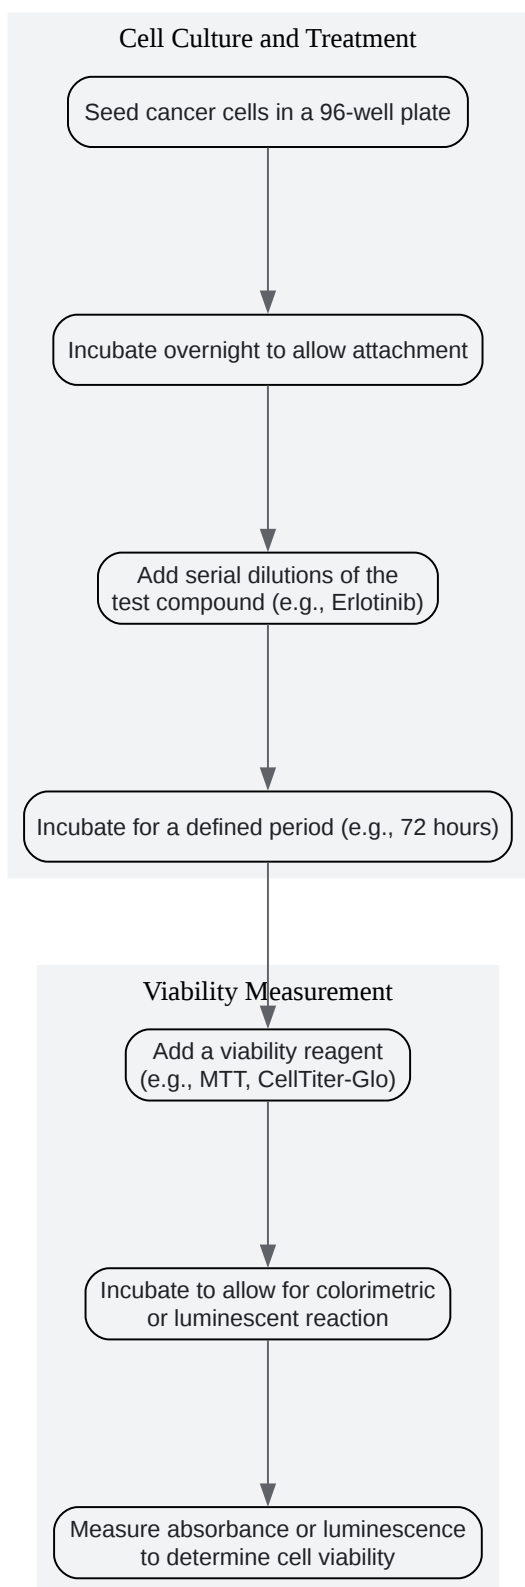 Cell Culture and Treatment
Seed cancer cells in a 96-well plate
Incubate overnight to allow attachment
Add serial dilutions of the
test compound (e.g., Erlotinib)
Incubate for a defined period (e.g., 72 hours)
Viability Measurement
Add a viability reagent
(e.g., MTT, CellTiter-Glo)
Incubate to allow for colorimetric
or luminescent reaction
Measure absorbance or luminescence
to determine cell viability